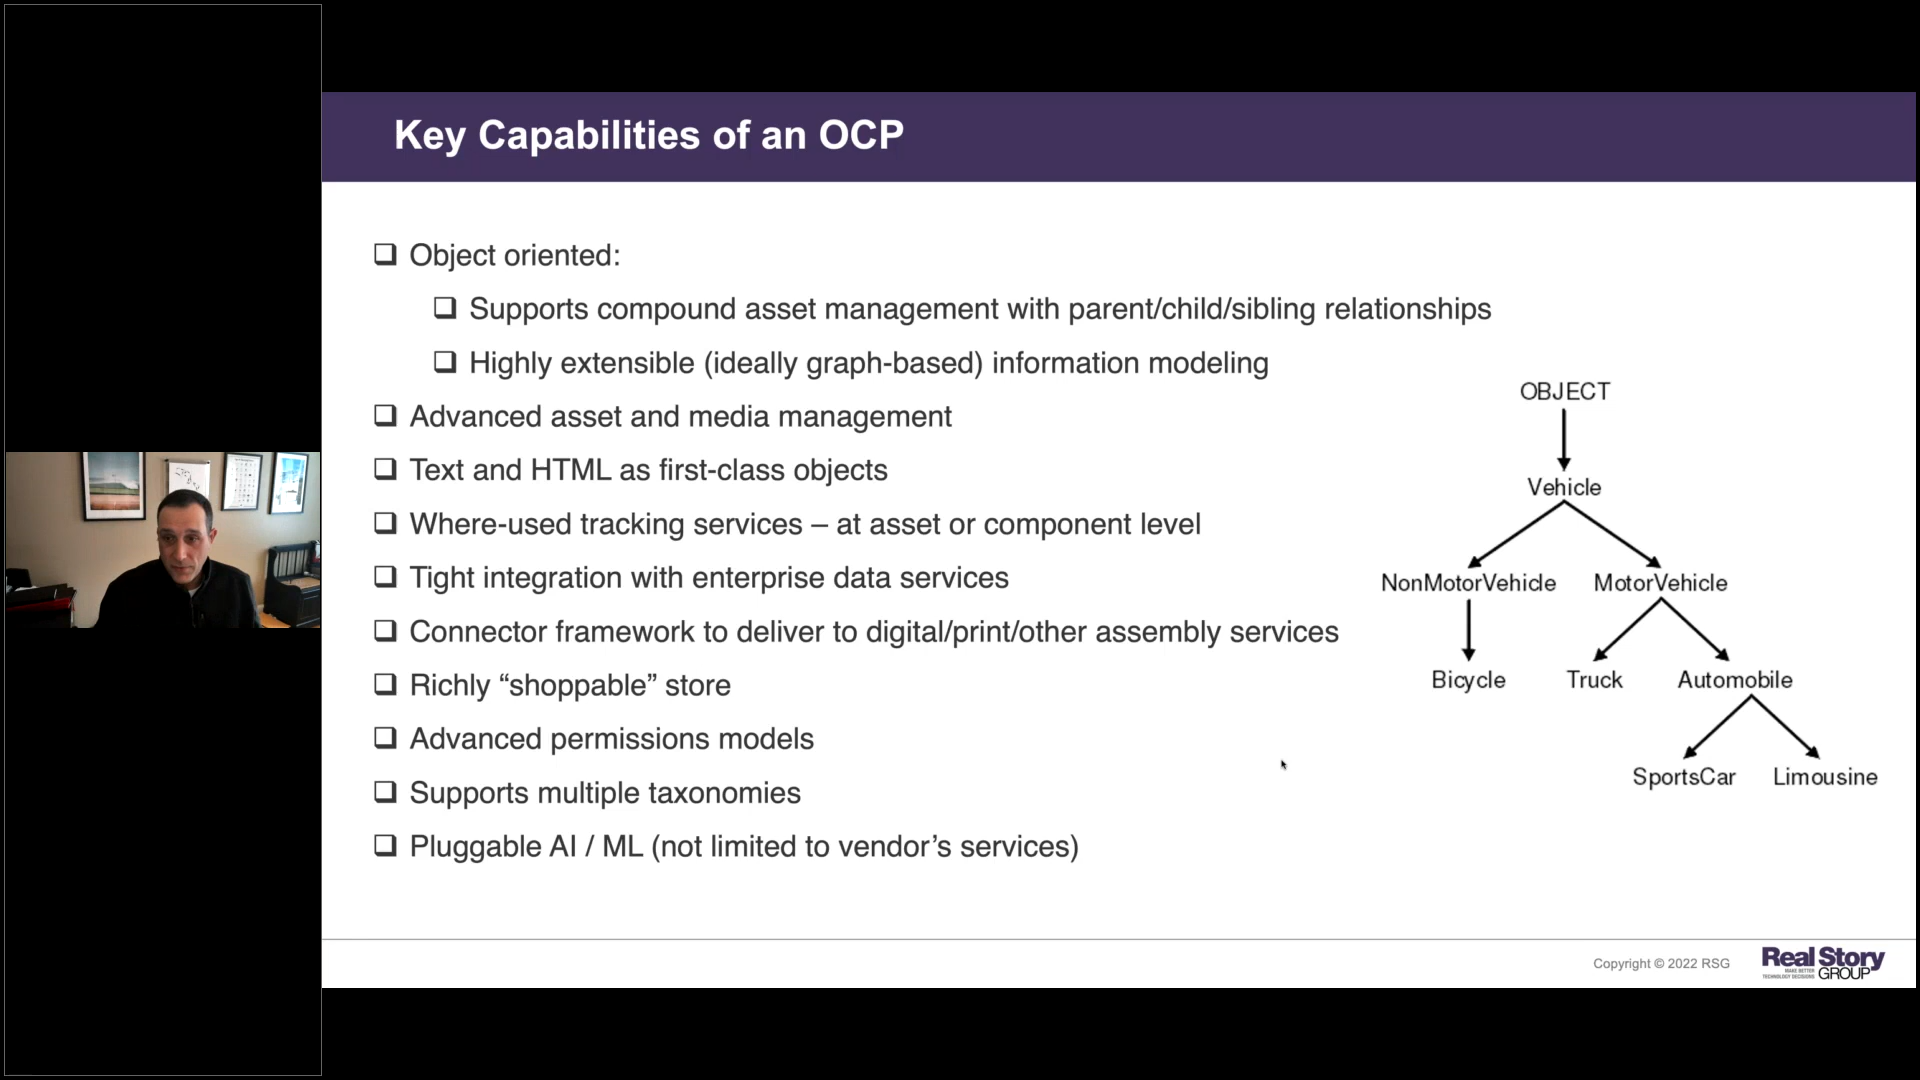 Key Capabilities of an OCP
Object oriented:
Supports compound asset management with parent/child/sibling relationships
Highly extensible (ideally graph-based) information modeling
Advanced asset and media management
Text and HTML as first-class objects
Where-used tracking services – at asset or component level
Tight integration with enterprise data services
Connector framework to deliver to digital/print/other assembly services
Richly “shoppable” store
Advanced permissions models
Supports multiple taxonomies
Pluggable AI / ML (not limited to vendor’s services)
OBJECT
Vehicle
NonMotorVehicle MotorVehicle
Bicycle Truck Automobile
SportsCar Limousine
Copyright © 2022 RSG
Real Story
MAKE BETTER
TECHNOLOGY DECISIONS
GROUP